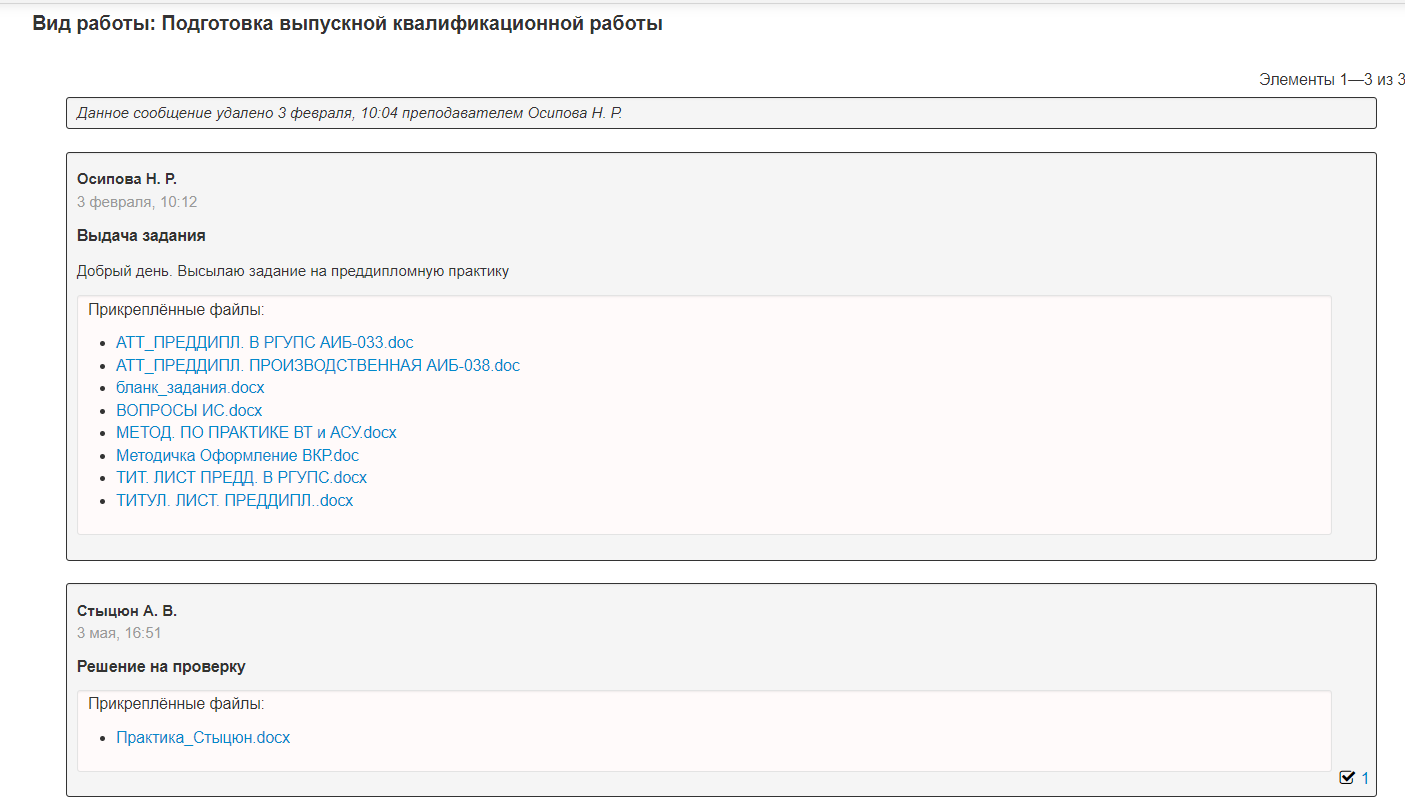 Вид работы: Подготовка выпускной квалификационной работы
Элементы 1—3 из 3
Данное сообщение удалено 3 февраля, 10:04 преподавателем Осипова Н. Р.
Осипова Н. Р.
3 февраля, 10:12
Выдача задания
Добрый день. Высылаю задание на преддипломную практику
Прикреплённые файлы:
АТТ_ПРЕДДИПЛ. В РГУПС АИБ-033.doc
АТТ_ПРЕДДИПЛ. ПРОИЗВОДСТВЕННАЯ АИБ-038.doc
бланк_задания.docx
ВОПРОСЫ ИС.docx
МЕТОД. ПО ПРАКТИКЕ ВТ и АСУ.docx
Методичка Оформление ВКР.doc
ТИТ. ЛИСТ ПРЕДД. В РГУПС.docx
ТИТУЛ. ЛИСТ. ПРЕДДИПЛ..docx
Стыцюн А. В.
3 мая, 16:51
Решение на проверку
Прикреплённые файлы:
Практика_Стыцюн.docx
1